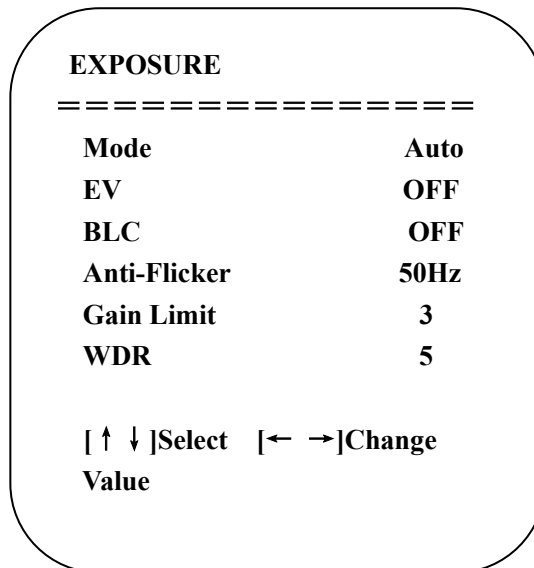 EXPOSURE
===============
Mode Auto
EV OFF
BLC OFF
Anti-Flicker 50Hz
Gain Limit 3
WDR 5
[↑ ↓]Select [← →]Change
Value